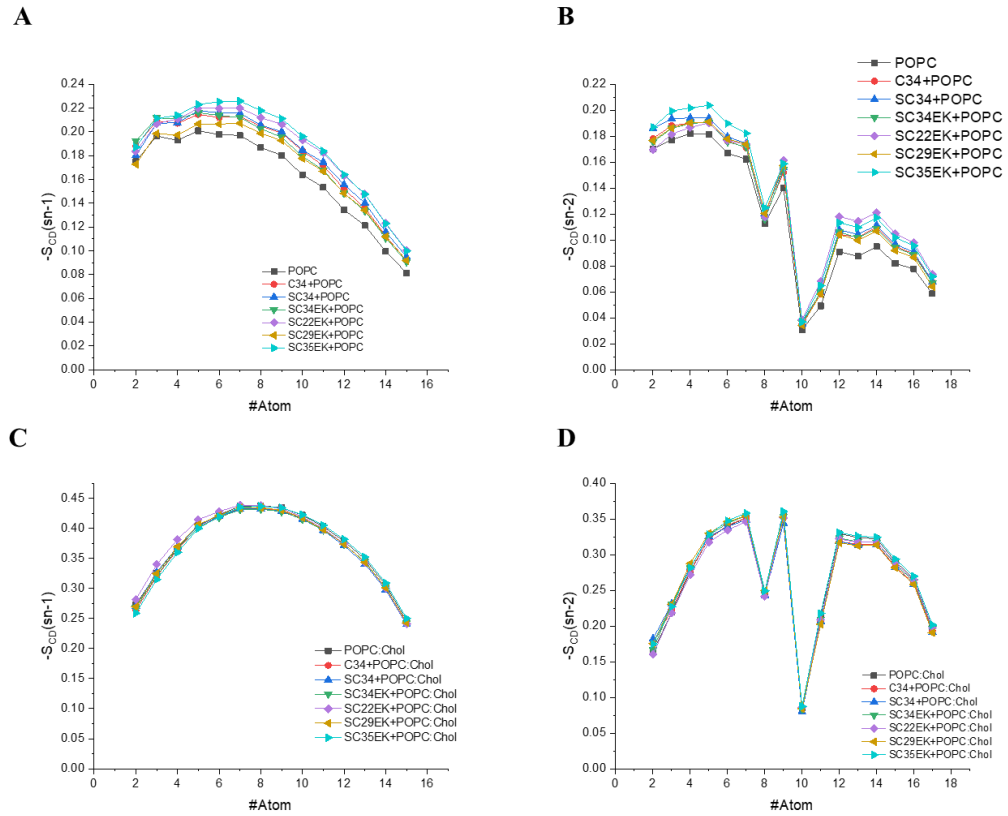 A
-S_CD(sn-1)
0.24
0.22
0.20
0.18
0.16
0.14
0.12
0.10
0.08
0.06
0.04
0.02
0.00
POPC
C34+POPC
SC34+POPC
SC34EK+POPC
SC22EK+POPC
SC29EK+POPC
SC35EK+POPC
0 2 4 6 8 10 12 14 16
#Atom
B
-S_CD(sn-2)
0.22
0.20
0.18
0.16
0.14
0.12
0.10
0.08
0.06
0.04
0.02
0.00
POPC
C34+POPC
SC34+POPC
SC34EK+POPC
SC22EK+POPC
SC29EK+POPC
SC35EK+POPC
0 2 4 6 8 10 12 14 16 18
#Atom
C
-S_CD(sn-1)
0.45
0.40
0.35
0.30
0.25
0.20
0.15
0.10
0.05
0.00
POPC:Chol
C34+POPC:Chol
SC34+POPC:Chol
SC34EK+POPC:Chol
SC22EK+POPC:Chol
SC29EK+POPC:Chol
SC35EK+POPC:Chol
0 2 4 6 8 10 12 14 16
#Atom
D
-S_CD(sn-2)
0.40
0.35
0.30
0.25
0.20
0.15
0.10
0.05
0.00
POPC:Chol
C34+POPC:Chol
SC34+POPC:Chol
SC34EK+POPC:Chol
SC22EK+POPC:Chol
SC29EK+POPC:Chol
SC35EK+POPC:Chol
0 2 4 6 8 10 12 14 16 18
#Atom